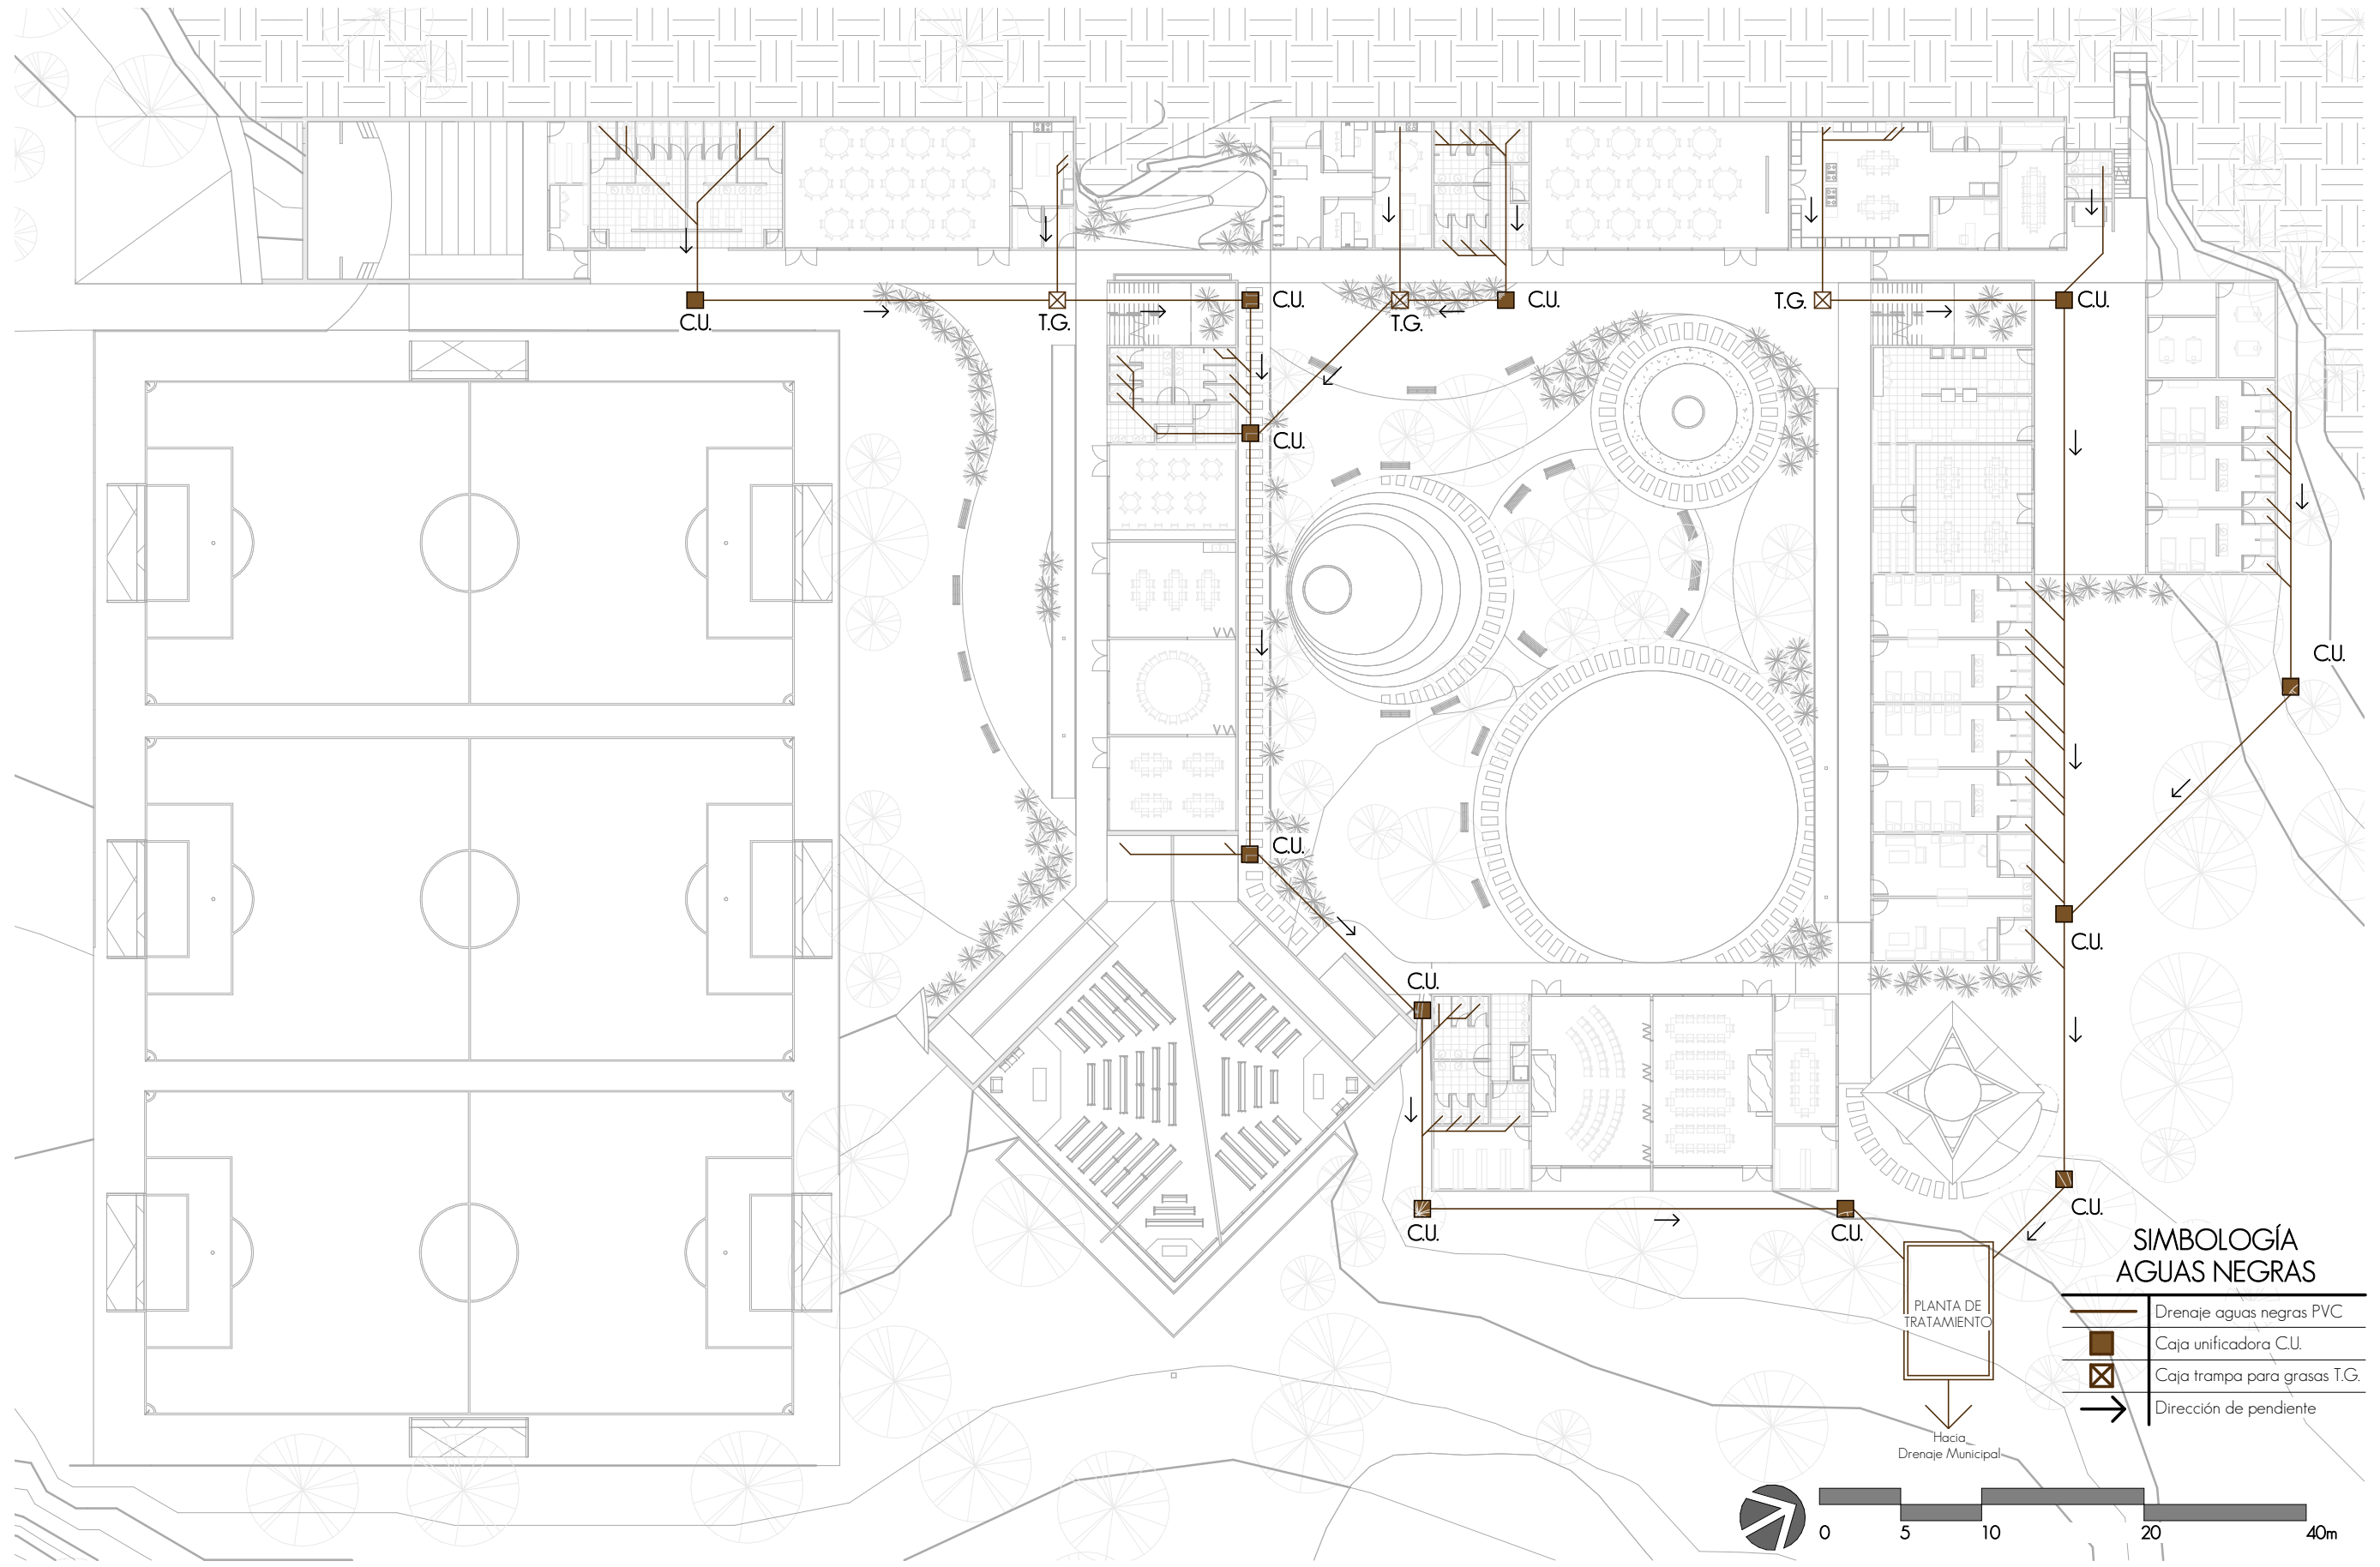 C.U.
T.G.
C.U.
T.G.
C.U.
T.G.
C.U.
C.U.
C.U.
C.U.
C.U.
C.U.
C.U.
C.U.
C.U.
SIMBOLOGÍA
AGUAS NEGRAS
Drenaje aguas negras PVC
Caja unificadora C.U.
Caja trampa para grasas T.G.
Dirección de pendiente
PLANTA DE
TRATAMIENTO
Hacia
Drenaje Municipal
0 5 10 20 40m